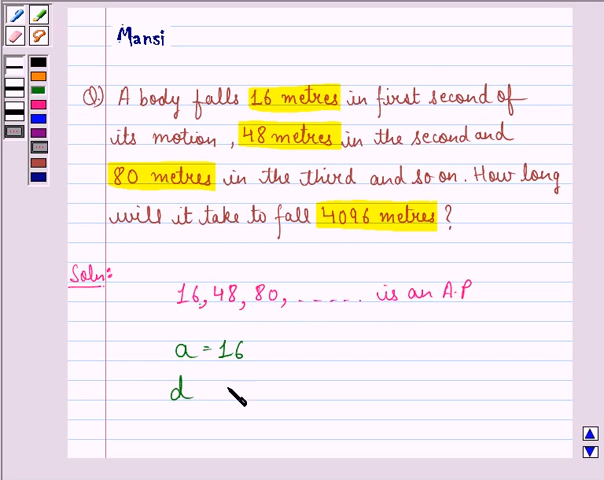 Mansi
Q) A body falls 16 metres in first second of
its motion, 48 metres in the second and
80 metres in the third and so on. How long
will it take to fall 4096 metres?
Soln:
16, 48, 80, ------ is an A.P
a = 16
d